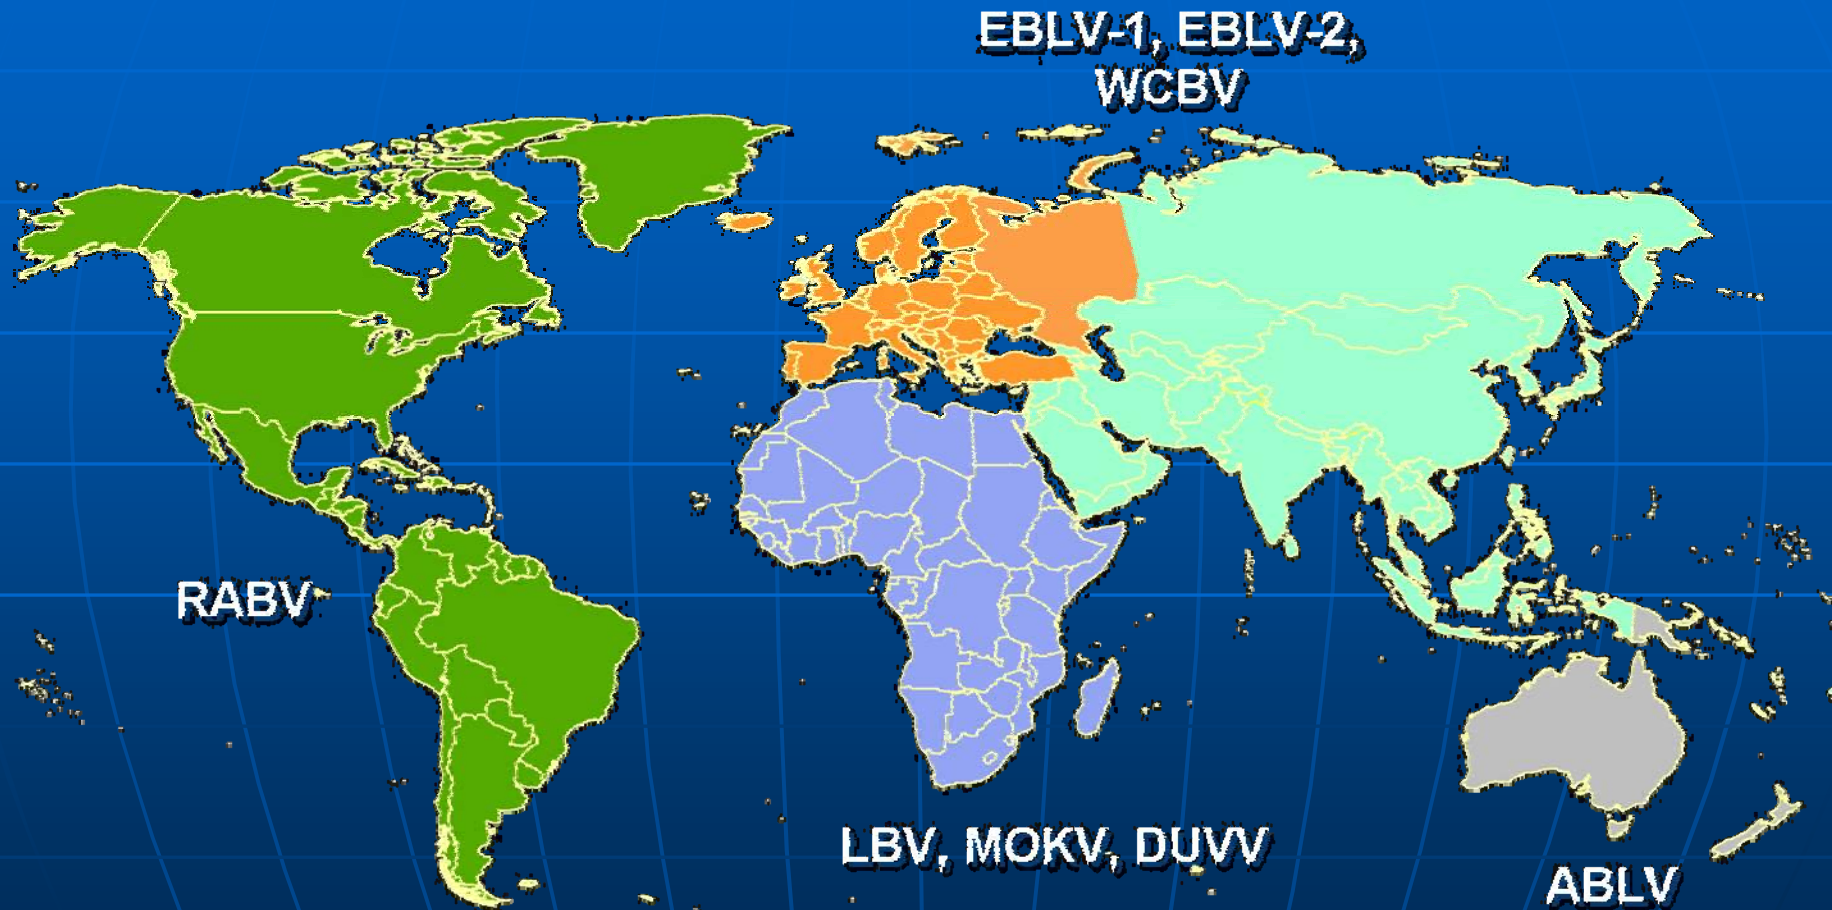 EBLV-1, EBLV-2,
WCBV
RABV
LBV, MOKV, DUVV
ABLV